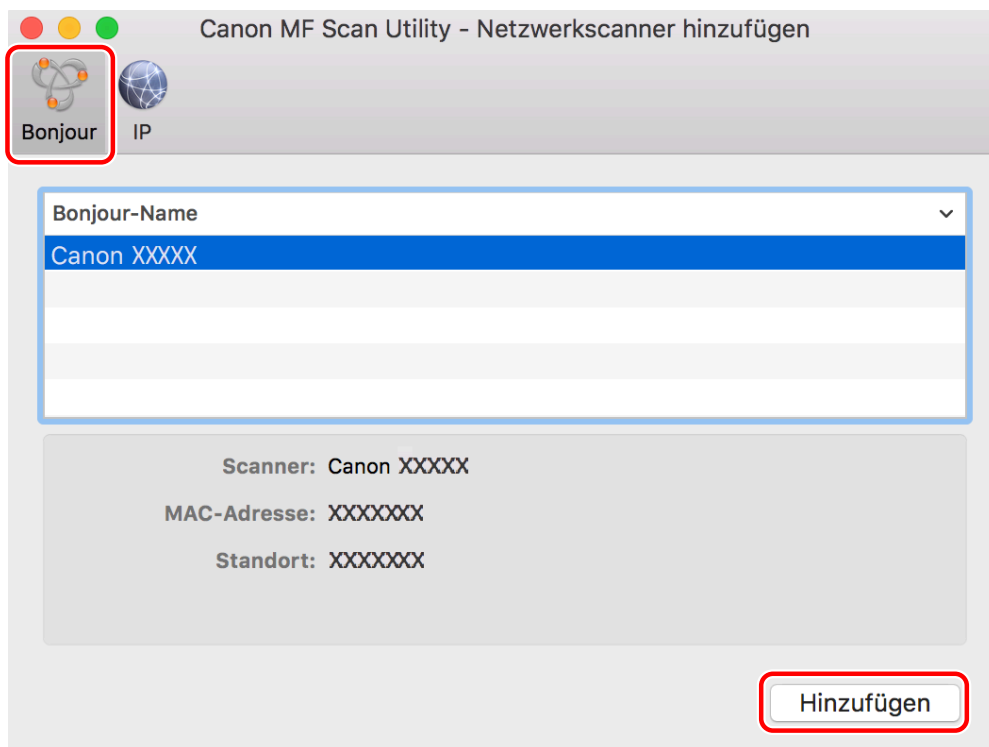 Canon MF Scan Utility - Netzwerkscanner hinzufügen
Bonjour IP
Bonjour-Name
Canon XXXXX
Scanner: Canon XXXXX
MAC-Adresse: XXXXXXX
Standort: XXXXXXX
Hinzufügen